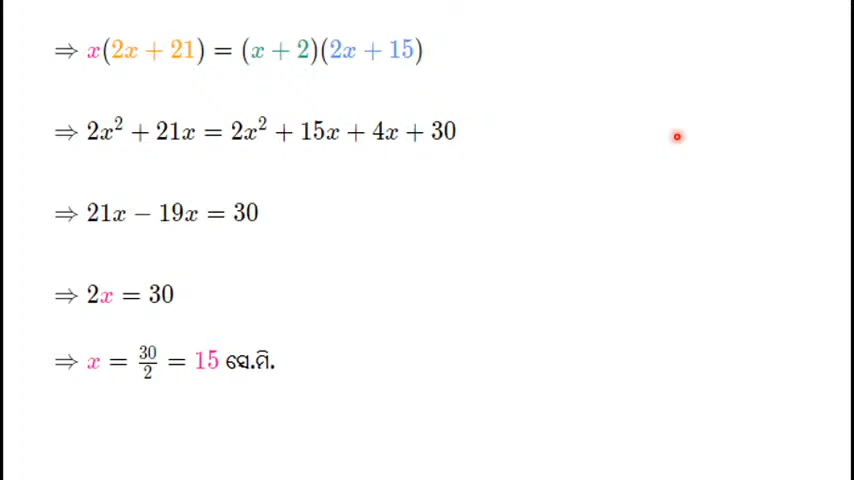 ⇒ x(2x + 21) = (x + 2)(2x + 15)
⇒ 2x² + 21x = 2x² + 15x + 4x + 30
⇒ 21x − 19x = 30
⇒ 2x = 30
⇒ x = 30/2 = 15 ସେ.ମି.